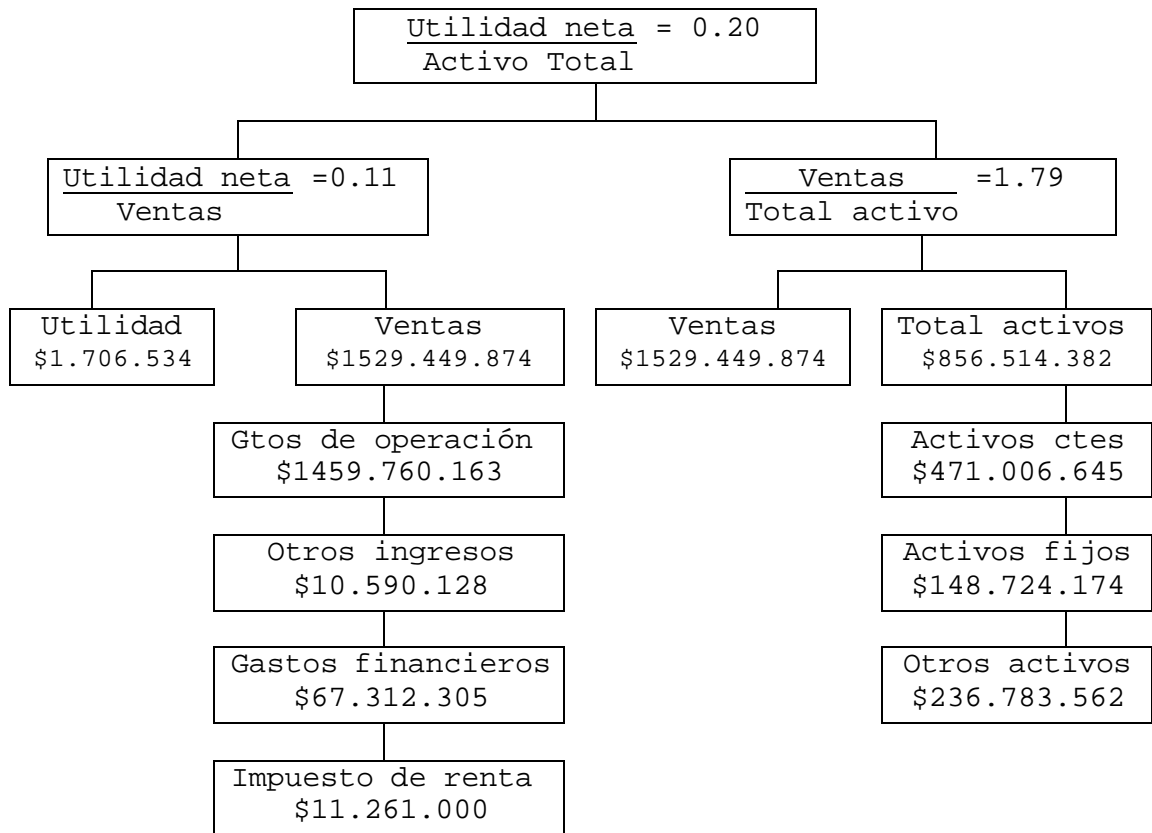 Utilidad neta = 0.20
Activo Total
Utilidad neta =0.11
Ventas
Ventas =1.79
Total activo
Utilidad
$1.706.534
Ventas
$1529.449.874
Ventas
$1529.449.874
Total activos
$856.514.382
Gtos de operación
$1459.760.163
Activos ctes
$471.006.645
Otros ingresos
$10.590.128
Activos fijos
$148.724.174
Gastos financieros
$67.312.305
Otros activos
$236.783.562
Impuesto de renta
$11.261.000